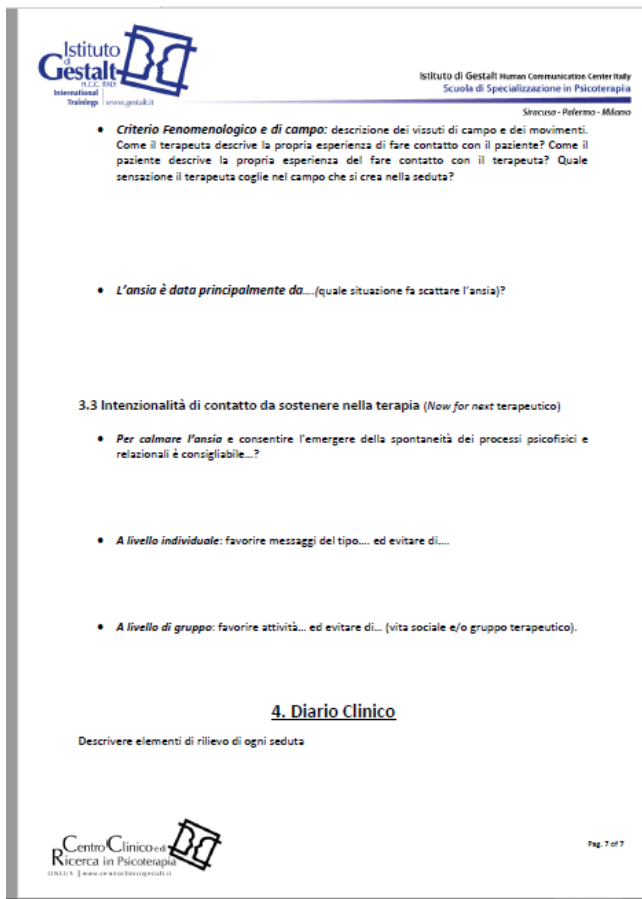 Istituto
di
Gestalt
H.C.C. ITALY
International
Trainings | www.gestalt.it
Istituto di Gestalt Human Communication Center Italy
Scuola di Specializzazione in Psicoterapia
Siracusa - Palermo - Milano
• Criterio Fenomenologico e di campo: descrizione dei vissuti di campo e dei movimenti.
Come il terapeuta descrive la propria esperienza di fare contatto con il paziente? Come il
paziente descrive la propria esperienza del fare contatto con il terapeuta? Quale
sensazione il terapeuta coglie nel campo che si crea nella seduta?
• L'ansia è data principalmente da....(quale situazione fa scattare l'ansia)?
3.3 Intenzionalità di contatto da sostenere nella terapia (Now for next terapeutico)
• Per calmare l'ansia e consentire l'emergere della spontaneità dei processi psicofisici e
relazionali è consigliabile...?
• A livello individuale: favorire messaggi del tipo.... ed evitare di....
• A livello di gruppo: favorire attività... ed evitare di... (vita sociale e/o gruppo terapeutico).
4. Diario Clinico
Descrivere elementi di rilievo di ogni seduta
Centro Clinico ed
Ricerca in Psicoterapia
ONLUS | www.centroclinicogestalt.it
Pag. 7 of 7